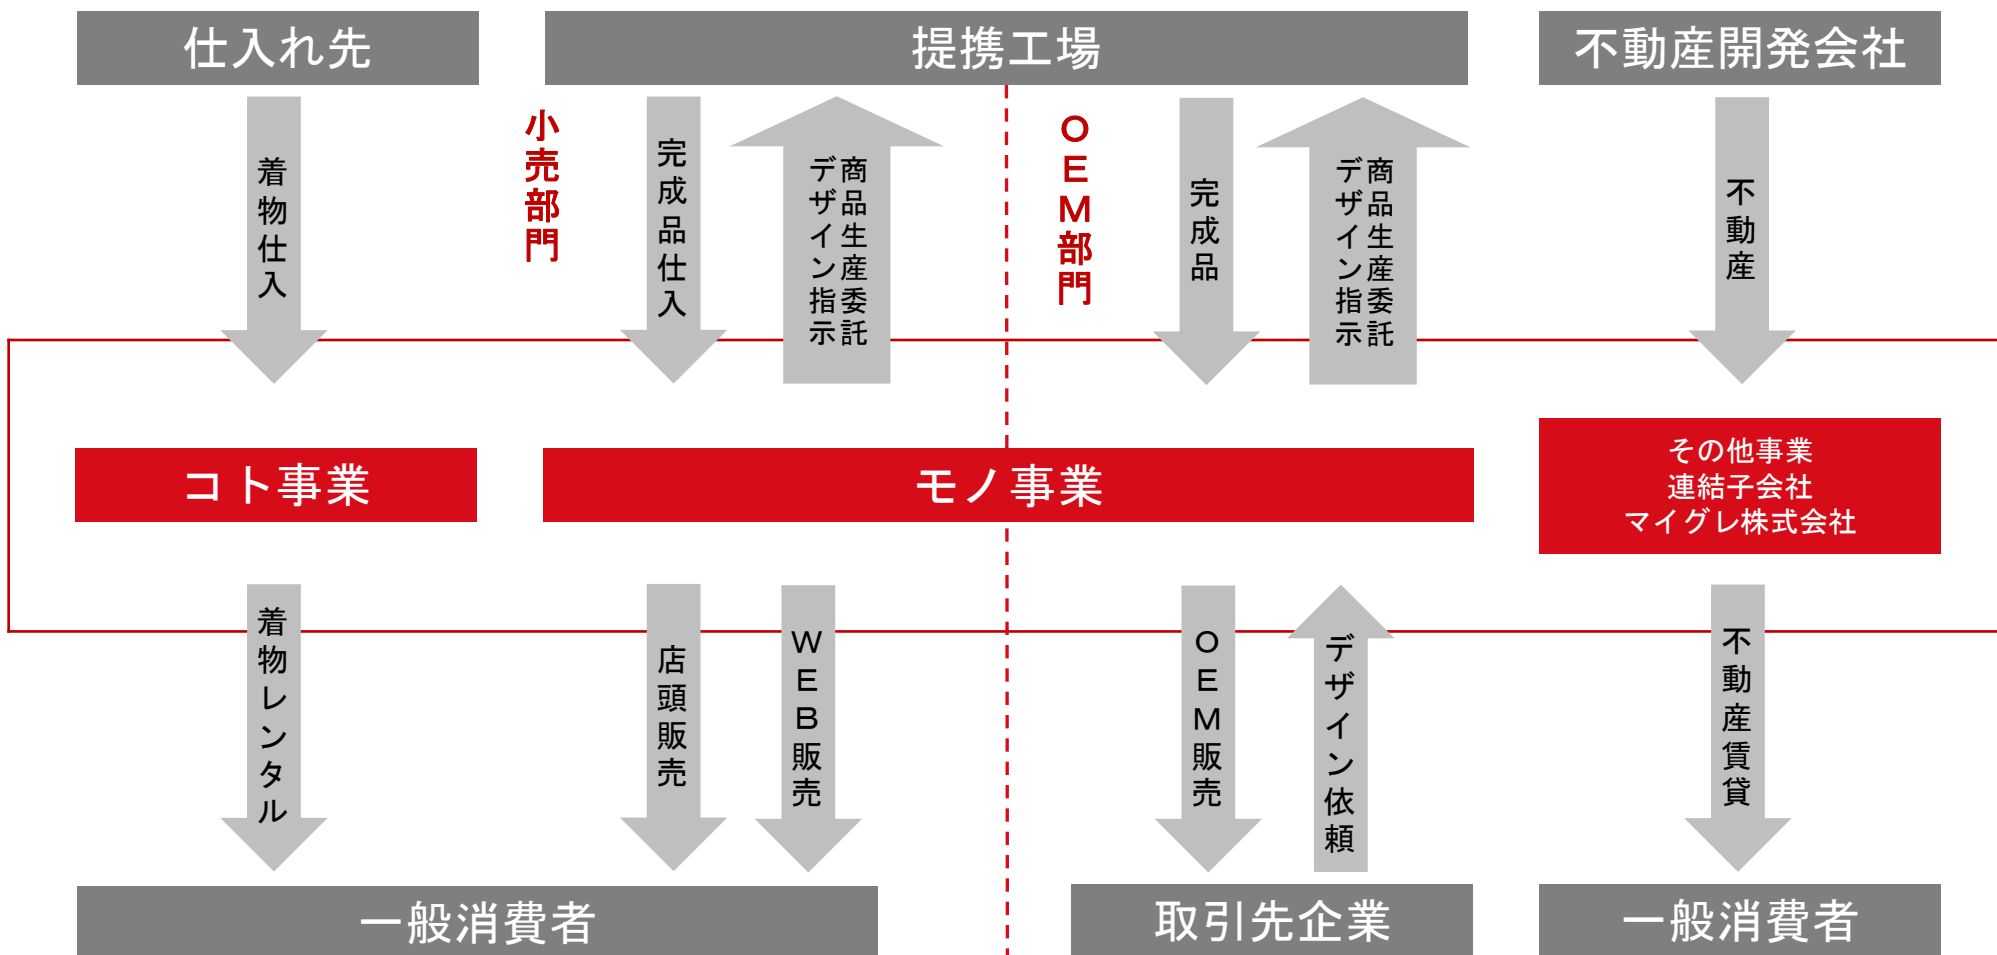 仕入れ先
提携工場
不動産開発会社
着物仕入
小売部門
完成品仕入
商品生産委託
デザイン指示
ＯＥＭ部門
完成品
商品生産委託
デザイン指示
不動産
コト事業
モノ事業
その他事業
連結子会社
マイグレ株式会社
着物レンタル
店頭販売
ＷＥＢ販売
ＯＥＭ販売
デザイン依頼
不動産賃貸
一般消費者
取引先企業
一般消費者